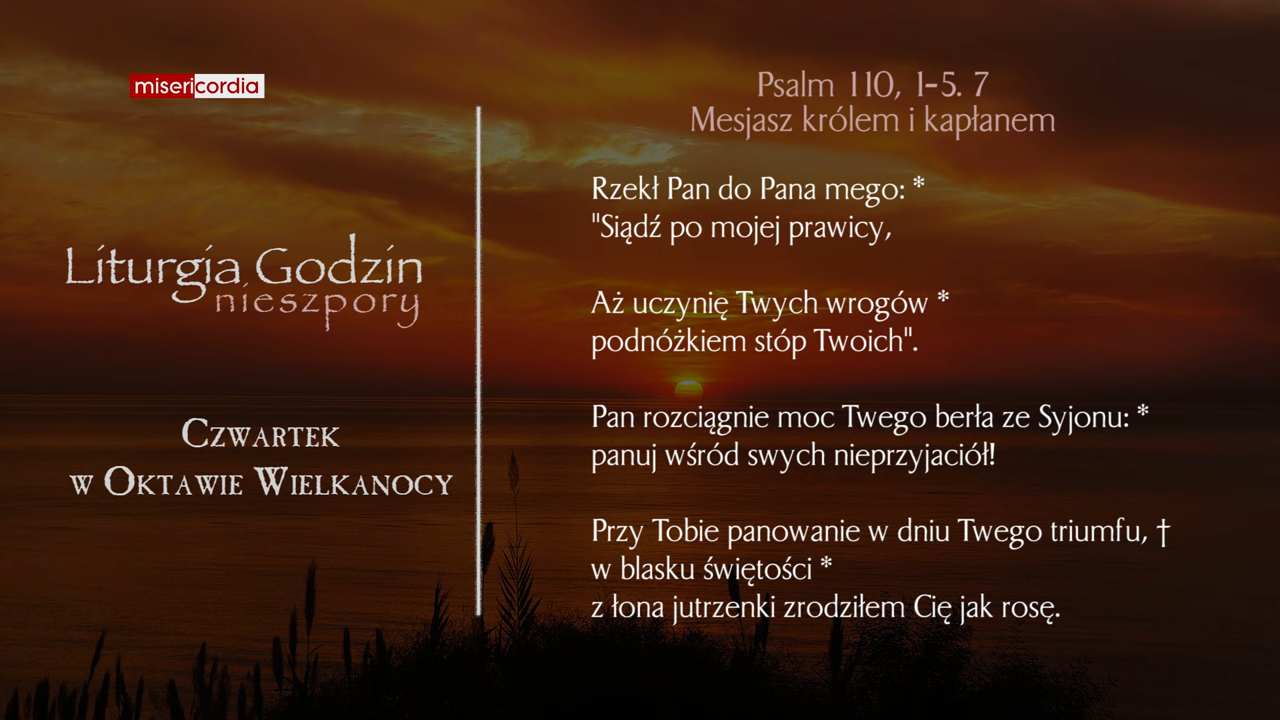 misericordia
Liturgia Godzin
nieszpory
Czwartek
w Oktawie Wielkanocy
Psalm 110, 1-5. 7
Mesjasz królem i kapłanem
Rzekł Pan do Pana mego: *
"Siądź po mojej prawicy,
Aż uczynię Twych wrogów *
podnóżkiem stóp Twoich".
Pan rozciągnie moc Twego berła ze Syjonu: *
panuj wśród swych nieprzyjaciół!
Przy Tobie panowanie w dniu Twego triumfu, †
w blasku świętości *
z łona jutrzenki zrodziłem Cię jak rosę.